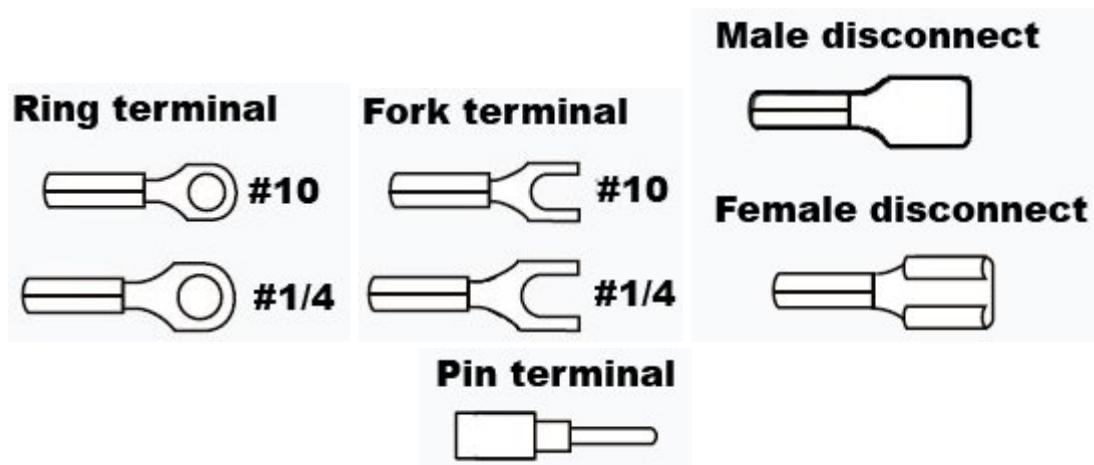 Male disconnect
Ring terminal
Fork terminal
#10
#10
Female disconnect
#1/4
#1/4
Pin terminal